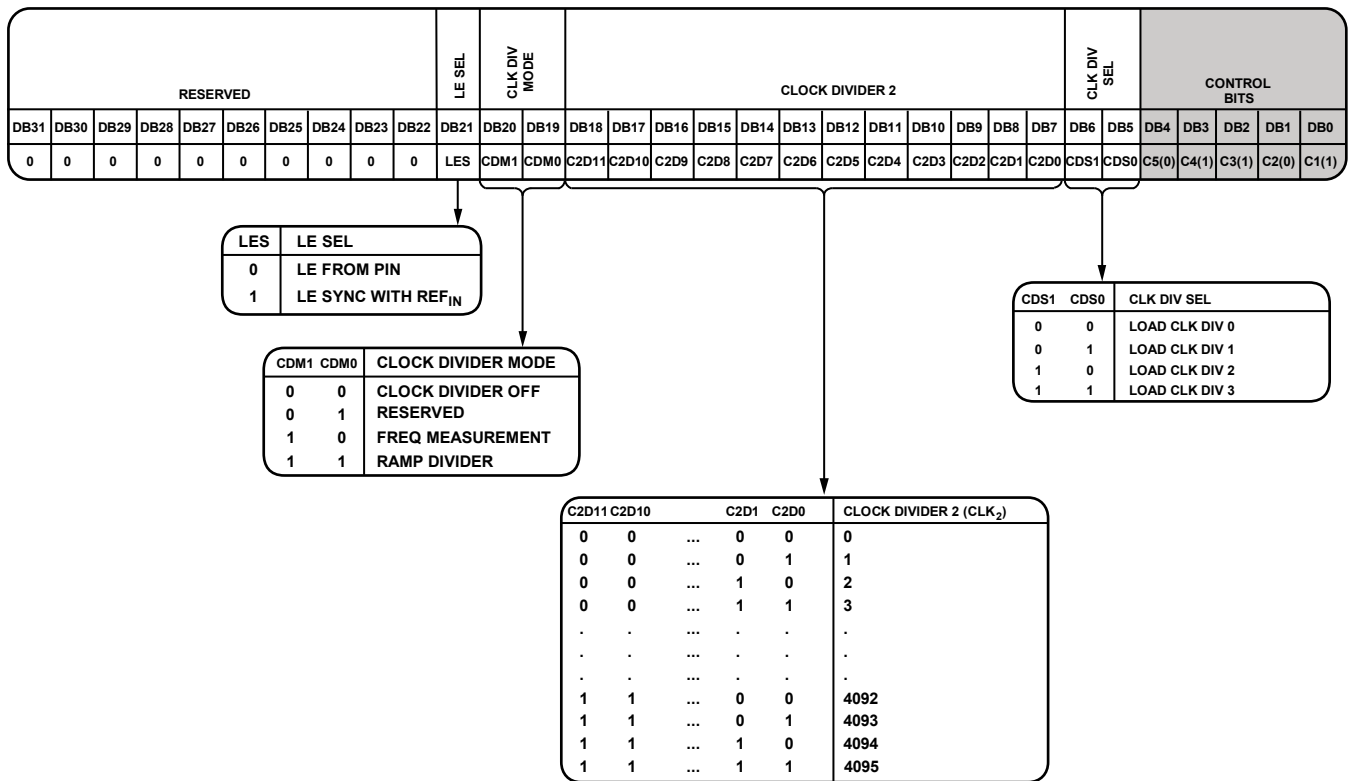 RESERVED
LE SEL
CLK DIV
MODE
CLOCK DIVIDER 2
CLK DIV
SEL
CONTROL
BITS
DB31 DB30 DB29 DB28 DB27 DB26 DB25 DB24 DB23 DB22 DB21 DB20 DB19 DB18 DB17 DB16 DB15 DB14 DB13 DB12 DB11 DB10 DB9 DB8 DB7 DB6 DB5 DB4 DB3 DB2 DB1 DB0
0 0 0 0 0 0 0 0 0 0 LES CDM1 CDM0 C2D11 C2D10 C2D9 C2D8 C2D7 C2D6 C2D5 C2D4 C2D3 C2D2 C2D1 C2D0 CDS1 CDS0 C5(0) C4(1) C3(1) C2(0) C1(1)
LES LE SEL
0 LE FROM PIN
1 LE SYNC WITH REFIN
CDM1 CDM0 CLOCK DIVIDER MODE
0 0 CLOCK DIVIDER OFF
0 1 RESERVED
1 0 FREQ MEASUREMENT
1 1 RAMP DIVIDER
CDS1 CDS0 CLK DIV SEL
0 0 LOAD CLK DIV 0
0 1 LOAD CLK DIV 1
1 0 LOAD CLK DIV 2
1 1 LOAD CLK DIV 3
C2D11 C2D10 C2D1 C2D0 CLOCK DIVIDER 2 (CLK2)
0 0 ... 0 0 0
0 0 ... 0 1 1
0 0 ... 1 0 2
0 0 ... 1 1 3
. . ... . . .
. . ... . . .
. . ... . . .
1 1 ... 0 0 4092
1 1 ... 0 1 4093
1 1 ... 1 0 4094
1 1 ... 1 1 4095